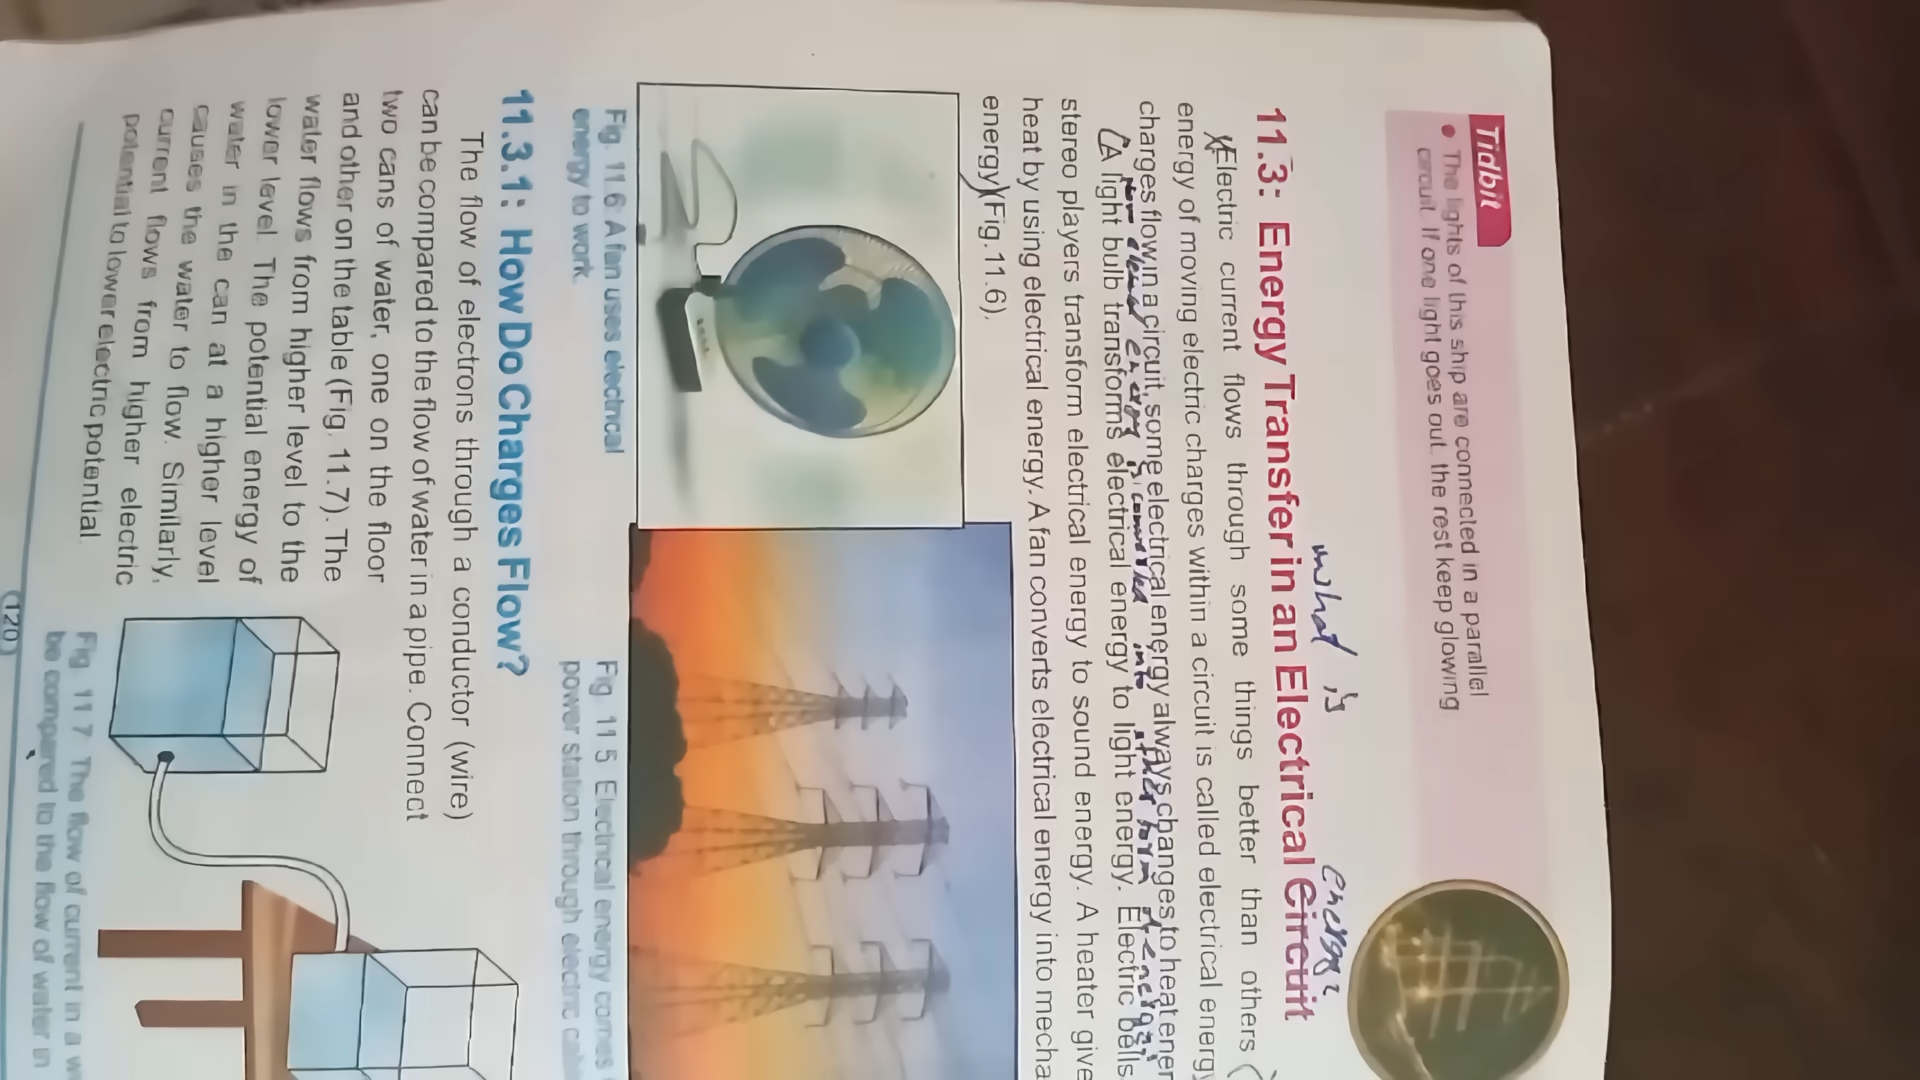 Tidbit
• The lights of this ship are connected in a parallel
circuit. If one light goes out, the rest keep glowing
what is energy?
11.3: Energy Transfer in an Electrical Circuit
Electric current flows through some things better than others (
energy of moving electric charges within a circuit is called electrical energy
charges flow in a circuit, some electrical energy always changes to heat ener
energy is converted into
(A light bulb transforms electrical energy to light energy. Electric bells,
stereo players transform electrical energy to sound energy. A heater give
heat by using electrical energy. A fan converts electrical energy into mecha
energy)(Fig. 11.6).
Fig. 11.6: A fan uses electrical
energy to work.
Fig. 11.5: Electrical energy comes
power station through electric ca
11.3.1: How Do Charges Flow?
The flow of electrons through a conductor (wire)
can be compared to the flow of water in a pipe. Connect
two cans of water, one on the floor
and other on the table (Fig. 11.7). The
water flows from higher level to the
lower level. The potential energy of
water in the can at a higher level
causes the water to flow. Similarly,
current flows from higher electric
potential to lower electric potential.
Fig. 11.7: The flow of current in a w
be compared to the flow of water in
120